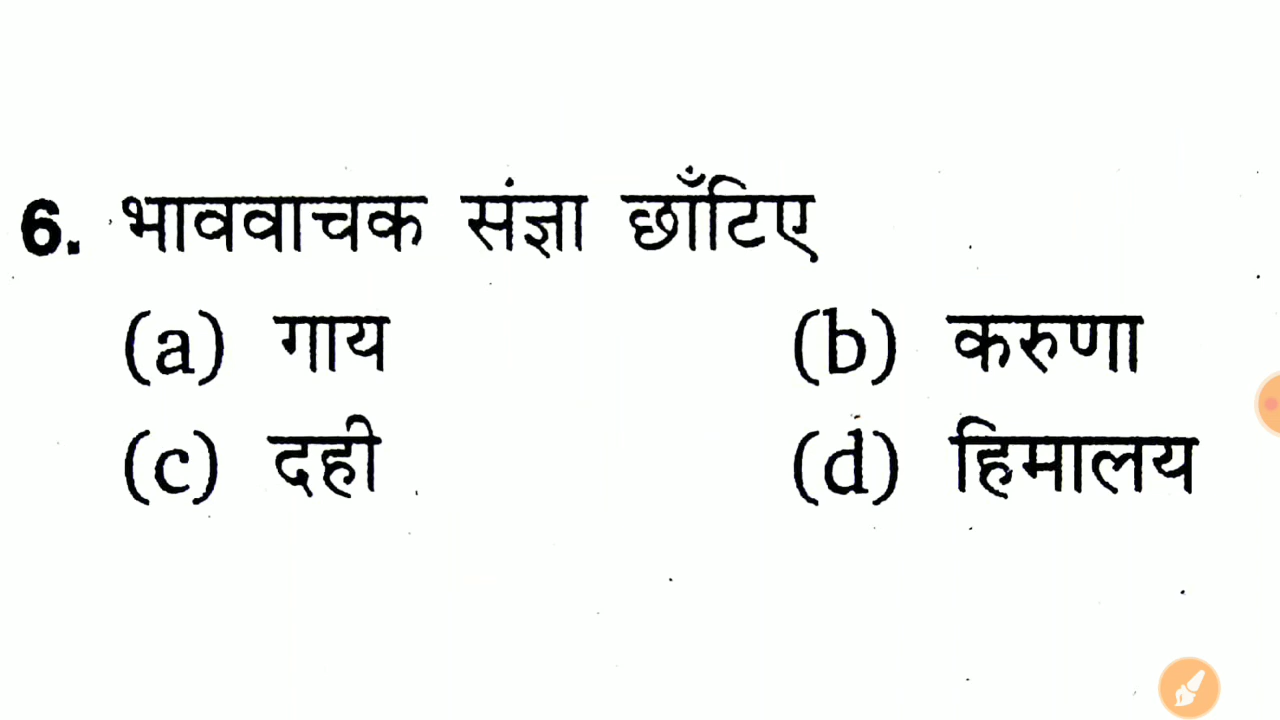 6. भाववाचक संज्ञा छाँटिए
(a) गाय (b) करुणा
(c) दही (d) हिमालय